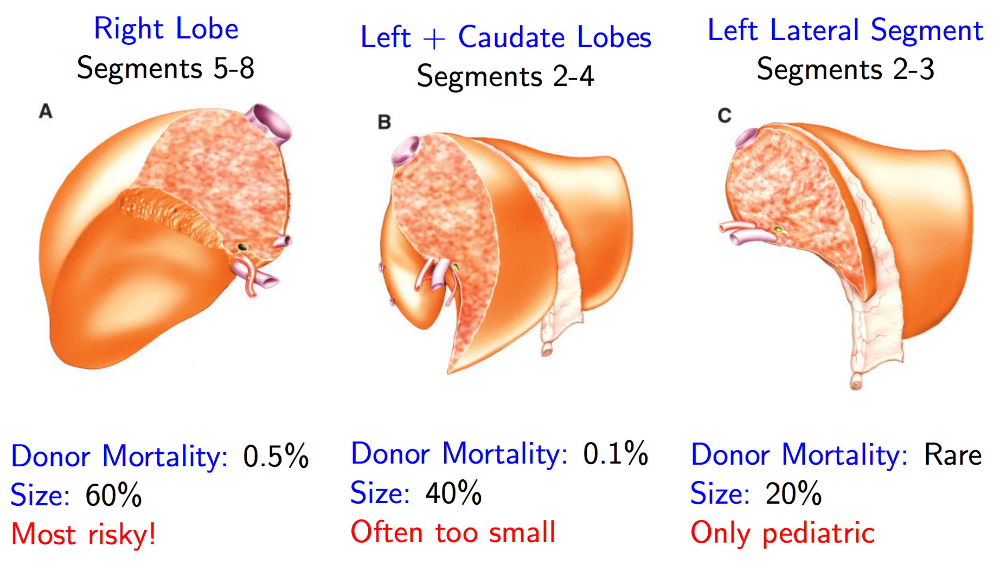 Right Lobe
Segments 5-8
A
Donor Mortality: 0.5%
Size: 60%
Most risky!
Left + Caudate Lobes
Segments 2-4
B
Donor Mortality: 0.1%
Size: 40%
Often too small
Left Lateral Segment
Segments 2-3
C
Donor Mortality: Rare
Size: 20%
Only pediatric